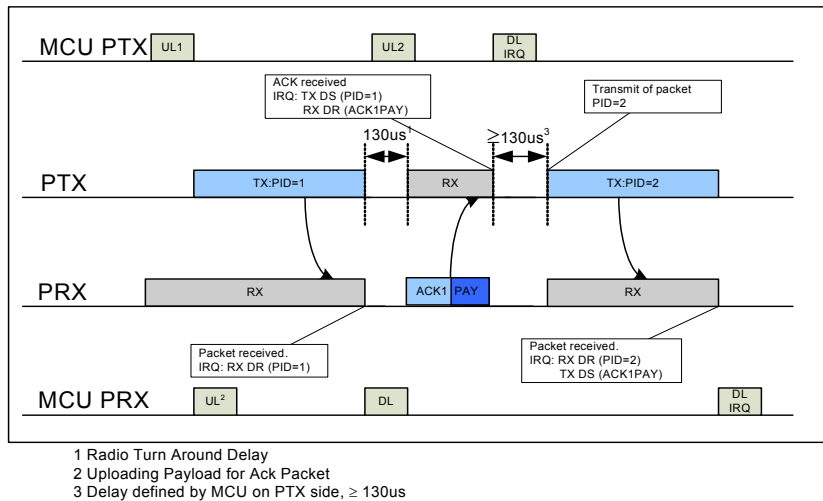 MCU PTX
UL1
UL2
DL
IRQ
ACK received
IRQ: TX DS (PID=1)
RX DR (ACK1PAY)
Transmit of packet
PID=2
130us1
≥130us3
PTX
TX:PID=1
RX
TX:PID=2
PRX
RX
ACK1 PAY
RX
Packet received.
IRQ: RX DR (PID=1)
Packet received.
IRQ: RX DR (PID=2)
TX DS (ACK1PAY)
MCU PRX
UL2
DL
DL
IRQ
1 Radio Turn Around Delay
2 Uploading Payload for Ack Packet
3 Delay defined by MCU on PTX side, ≥ 130us